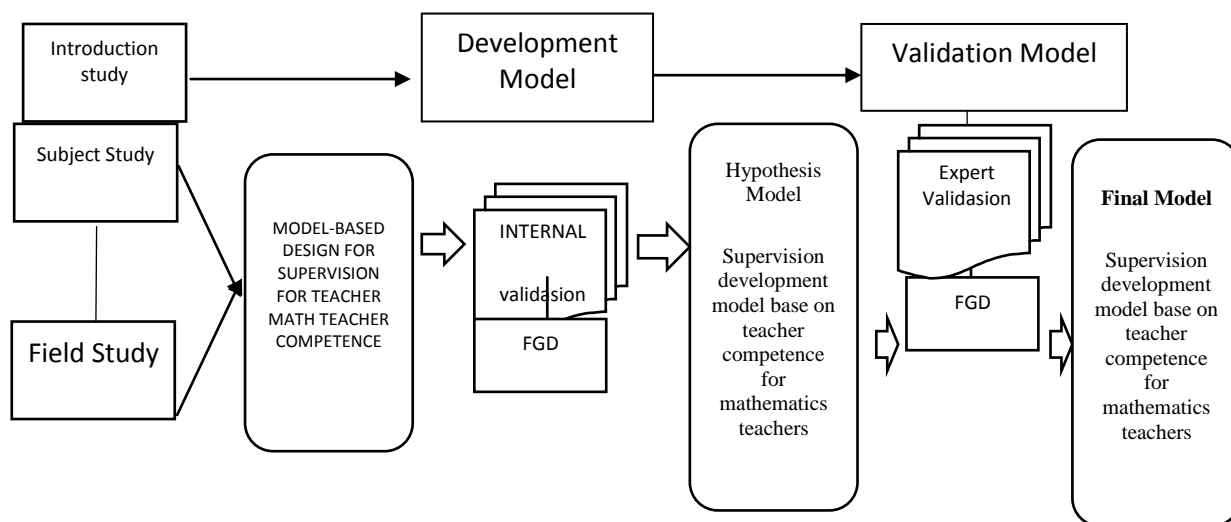 Introduction
study
Development
Model
Validation Model
Subject Study
Field Study
MODEL-BASED
DESIGN FOR
SUPERVISION
FOR TEACHER
MATH TEACHER
COMPETENCE
INTERNAL
validasion
FGD
Hypothesis
Model
Supervision
development
model base on
teacher
competence
for
mathematics
teachers
Expert
Validasion
FGD
Final Model
Supervision
development
model base on
teacher
competence
for
mathematics
teachers